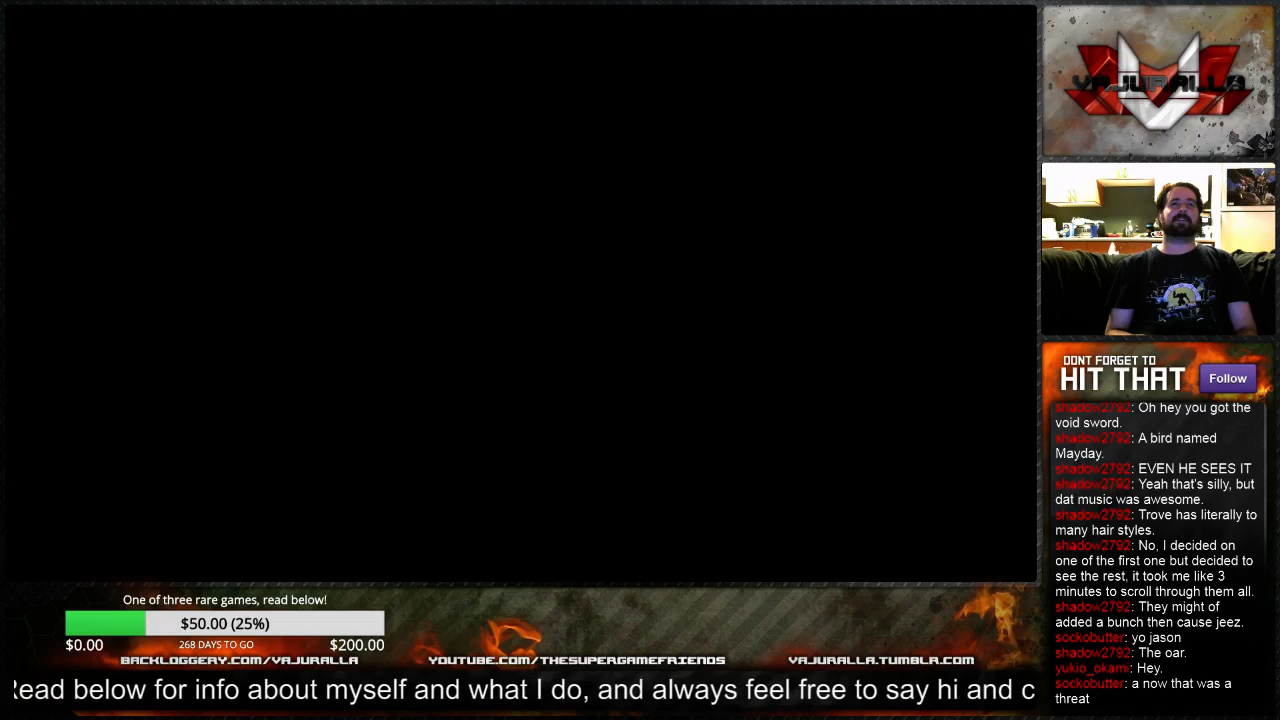 VAJURALLA
DONT FORGET TO
HIT THAT
Follow
shadow2792: Oh hey you got the
void sword.
shadow2792: A bird named
Mayday.
shadow2792: EVEN HE SEES IT
shadow2792: Yeah that's silly, but
dat music was awesome.
shadow2792: Trove has literally to
many hair styles.
shadow2792: No, I decided on
one of the first one but decided to
see the rest, it took me like 3
minutes to scroll through them all.
shadow2792: They might of
added a bunch then cause jeez.
sockobutter: yo jason
shadow2792: The oar.
yukio_okami: Hey.
sockobutter: a now that was a
threat
One of three rare games, read below!
$50.00 (25%)
$0.00
268 DAYS TO GO
$200.00
BACKLOGGERY.COM/VAJURALLA
YOUTUBE.COM/THESUPERGAMEFRIENDS
VAJURALLA.TUMBLR.COM
Read below for info about myself and what I do, and always feel free to say hi and c